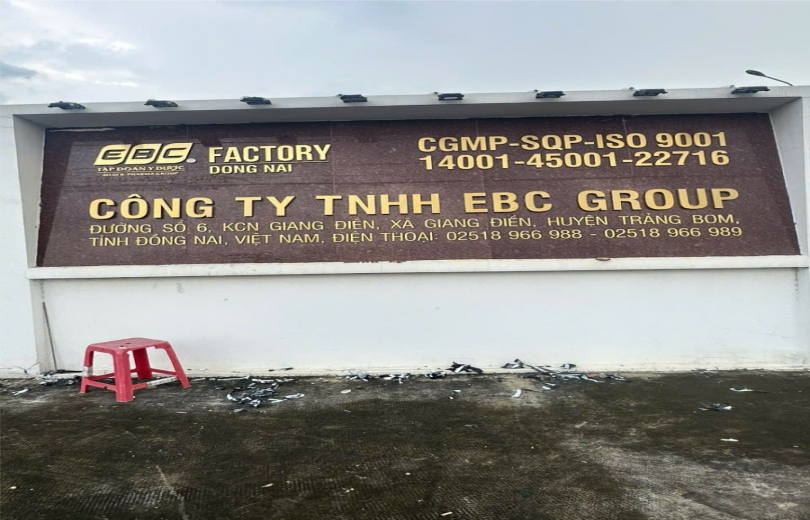 EBC
TẬP ĐOÀN Y DƯỢC
FACTORY
DONG NAI
CGMP-SQP-ISO 9001
14001-45001-22716
CÔNG TY TNHH EBC GROUP
ĐƯỜNG SỐ 6, KCN GIANG ĐIỀN, XÃ GIANG ĐIỀN, HUYỆN TRẢNG BOM,
TỈNH ĐỒNG NAI, VIỆT NAM, ĐIỆN THOẠI: 02518 966 988 - 02518 966 989